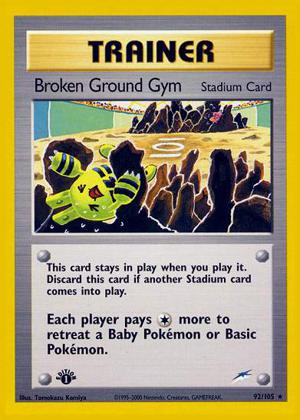 TRAINER
Broken Ground Gym Stadium Card
This card stays in play when you play it.
Discard this card if another Stadium card
comes into play.
Each player pays more to
retreat a Baby Pokémon or Basic
Pokémon.
EDITION
1
Illus. Tomokazu Komiya
©1995-2000 Nintendo, Creatures, GAMEFREAK.
92/105 ★